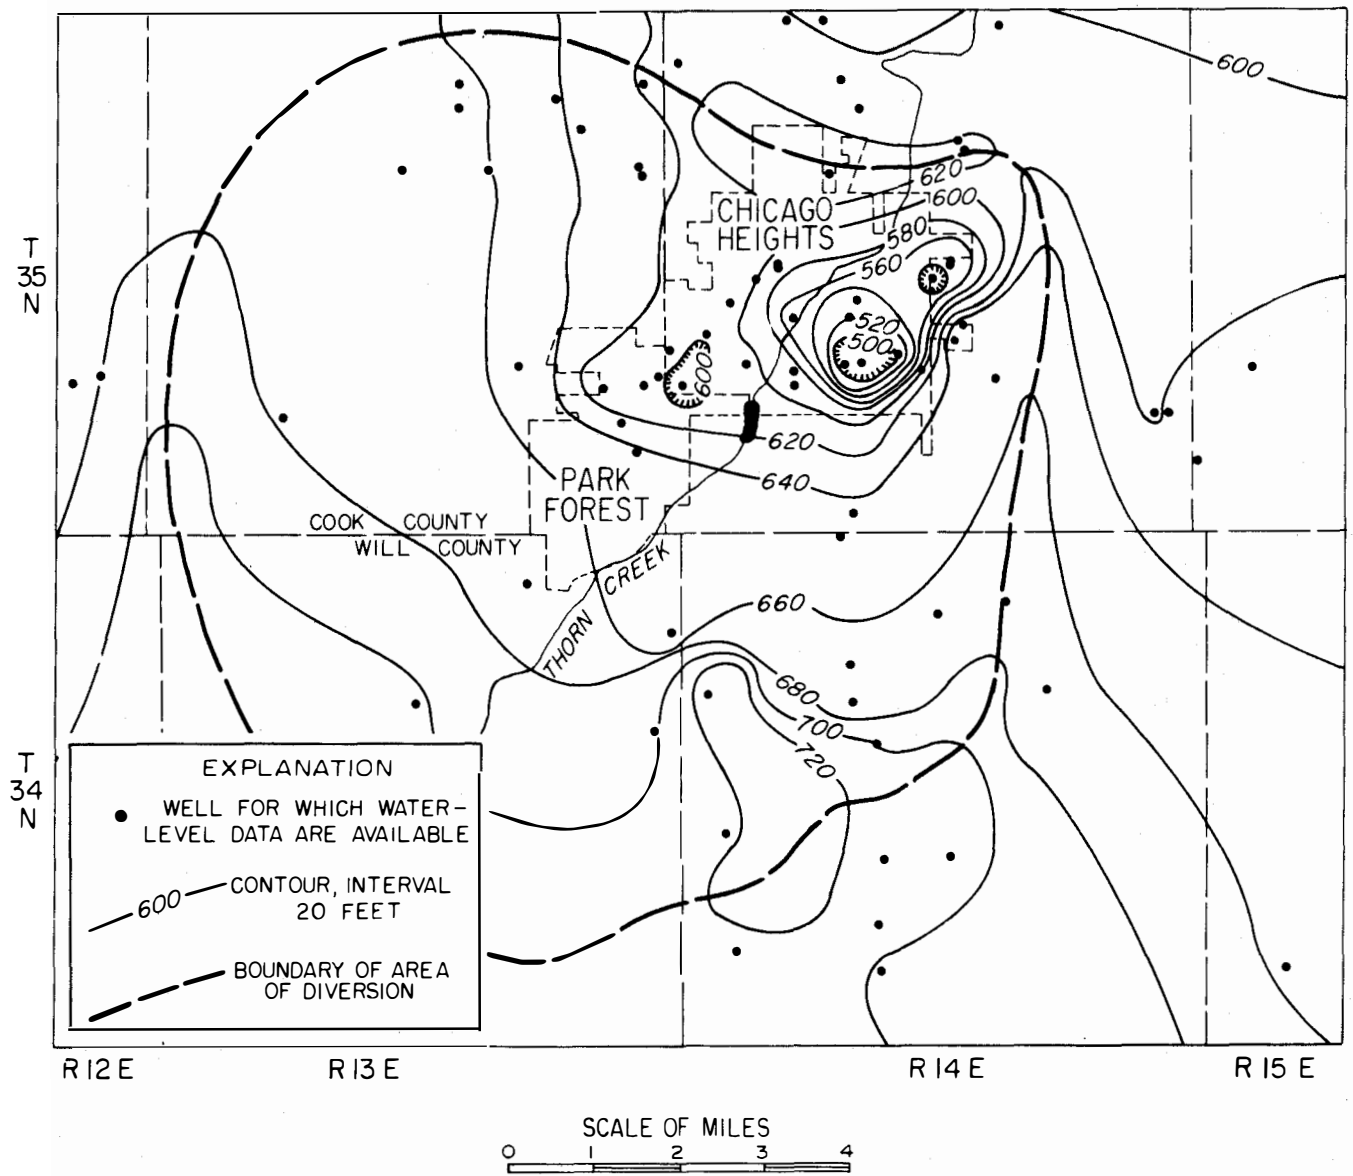 600
620
600
CHICAGO
HEIGHTS
580
560
T
35
N
520
500
600
620
640
PARK
FOREST
COOK COUNTY
WILL COUNTY
THORN CREEK
660
680
700
720
T
34
N
EXPLANATION
WELL FOR WHICH WATER-
LEVEL DATA ARE AVAILABLE
600
CONTOUR, INTERVAL
20 FEET
BOUNDARY OF AREA
OF DIVERSION
R12E R13E R14E R15E
SCALE OF MILES
0 1 2 3 4